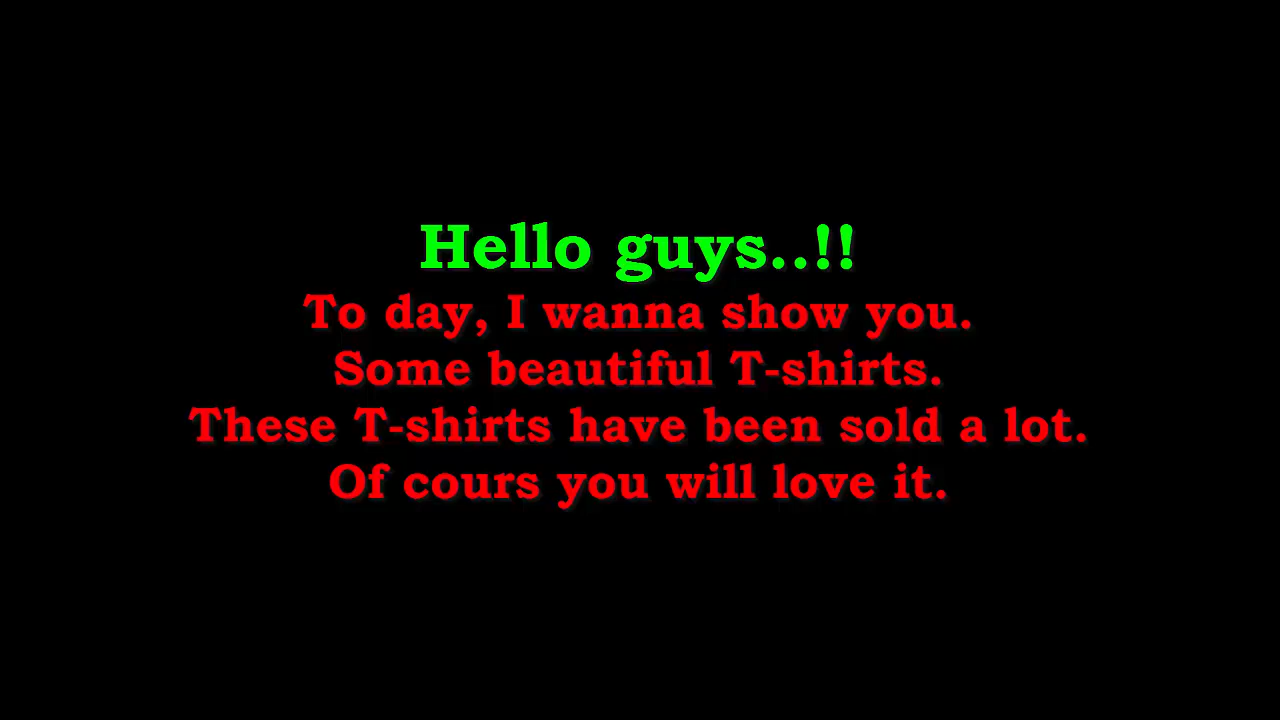 Hello guys..!!
To day, I wanna show you.
Some beautiful T-shirts.
These T-shirts have been sold a lot.
Of cours you will love it.